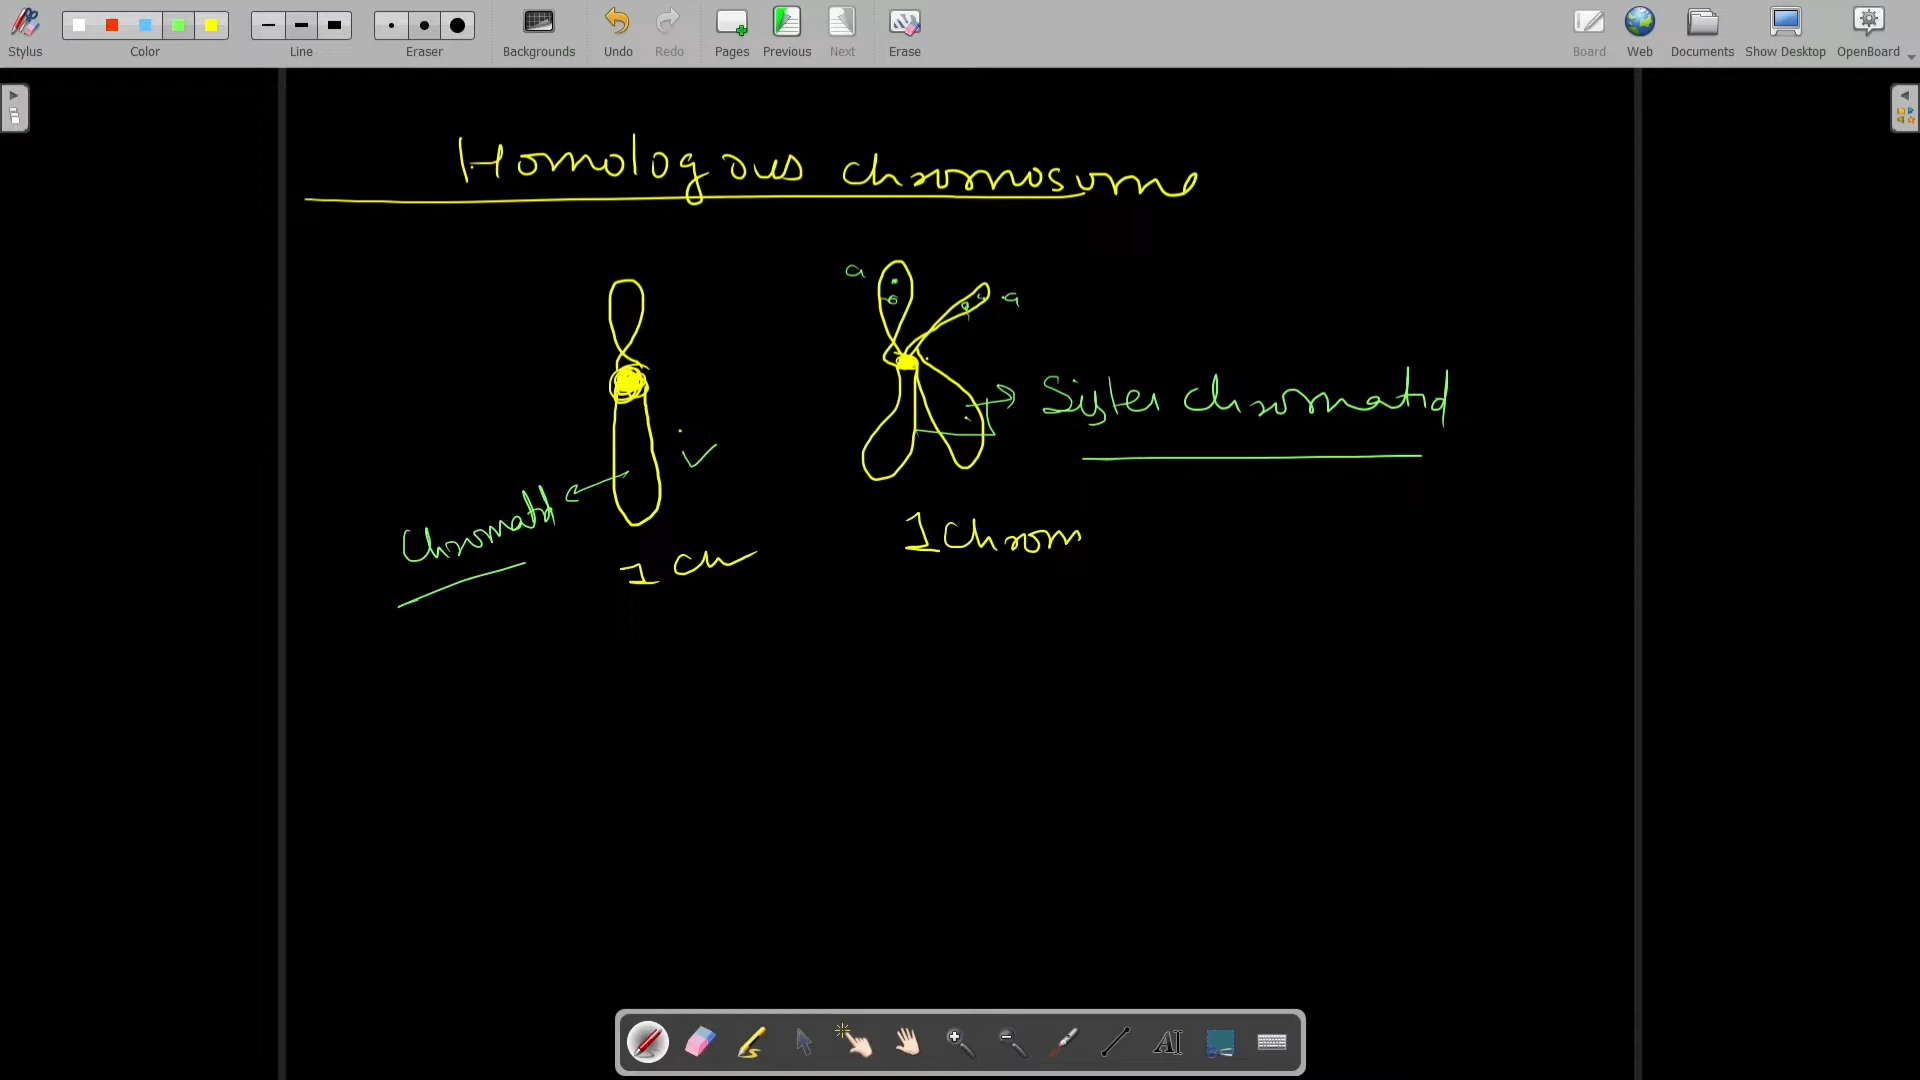 Stylus Color Line Eraser Backgrounds Undo Redo Pages Previous Next Erase Board Web Documents Show Desktop OpenBoard
Homologous chromosome
a
a
Sister chromatid
Chromatid
1 Chrom
1 Ch
AI